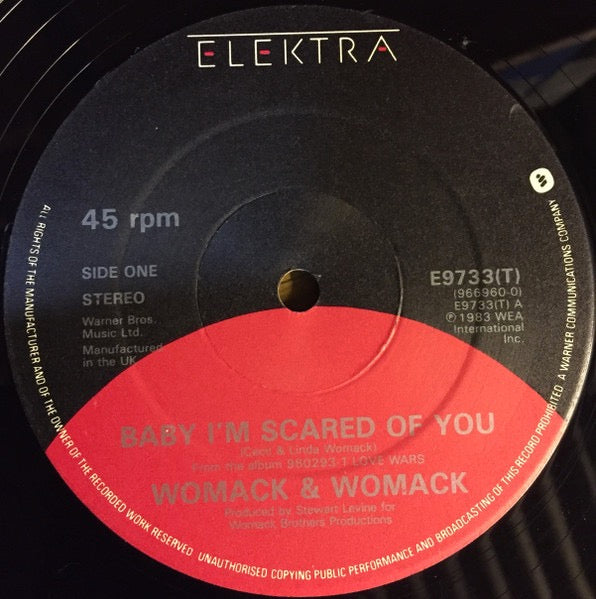 ELEKTRA
45 rpm
SIDE ONE
STEREO
Warner Bros.
Music Ltd.
Manufactured
in the UK
E9733(T)
(966960-0)
E9733(T) A
℗ 1983 WEA
International
Inc.
BABY I'M SCARED OF YOU
(Cecil & Linda Womack)
From the album 960293-1 LOVE WARS
WOMACK & WOMACK
Produced by Stewart Levine for
Womack Brothers Productions
ALL RIGHTS OF THE MANUFACTURER AND OF THE OWNER OF THE RECORDED WORK RESERVED UNAUTHORISED COPYING PUBLIC PERFORMANCE AND BROADCASTING OF THIS RECORD PROHIBITED A WARNER COMMUNICATIONS COMPANY